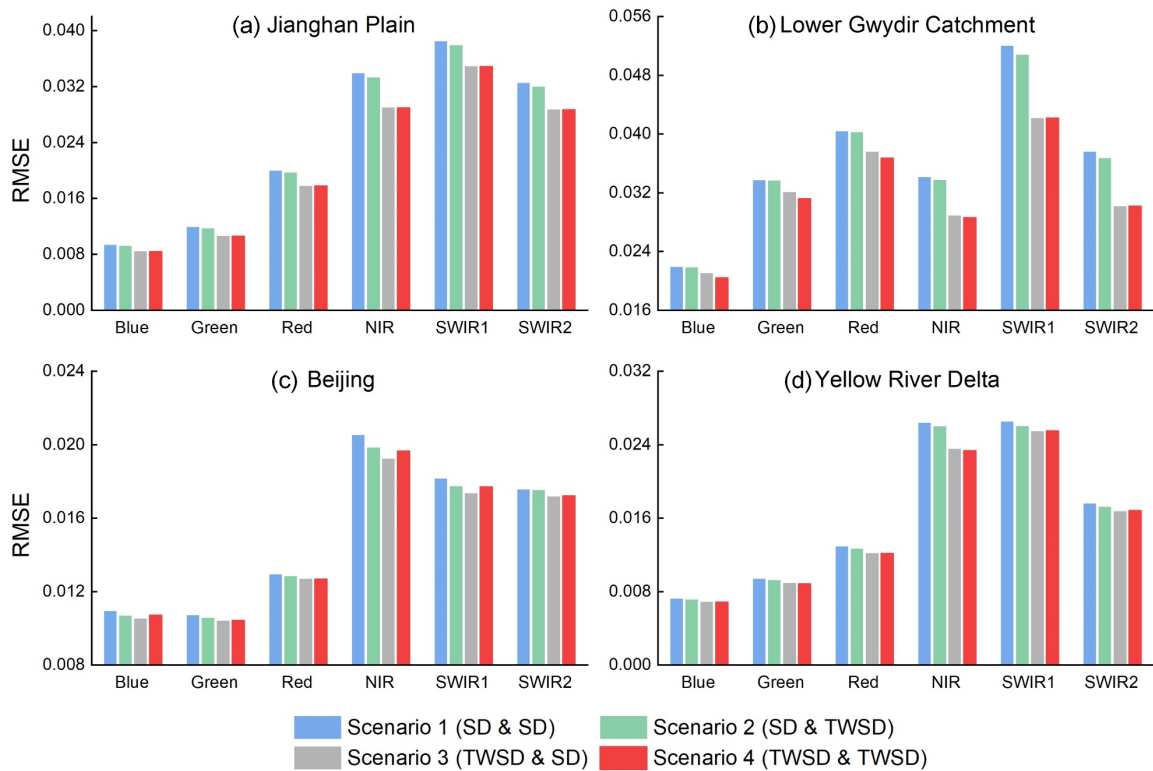 (a) Jianghan Plain
RMSE
0.040
0.032
0.024
0.016
0.008
0.000
Blue Green Red NIR SWIR1 SWIR2
(b) Lower Gwydir Catchment
0.056
0.048
0.040
0.032
0.024
0.016
Blue Green Red NIR SWIR1 SWIR2
(c) Beijing
RMSE
0.024
0.020
0.016
0.012
0.008
Blue Green Red NIR SWIR1 SWIR2
(d) Yellow River Delta
0.032
0.024
0.016
0.008
0.000
Blue Green Red NIR SWIR1 SWIR2
Scenario 1 (SD & SD) Scenario 2 (SD & TWSD)
Scenario 3 (TWSD & SD) Scenario 4 (TWSD & TWSD)